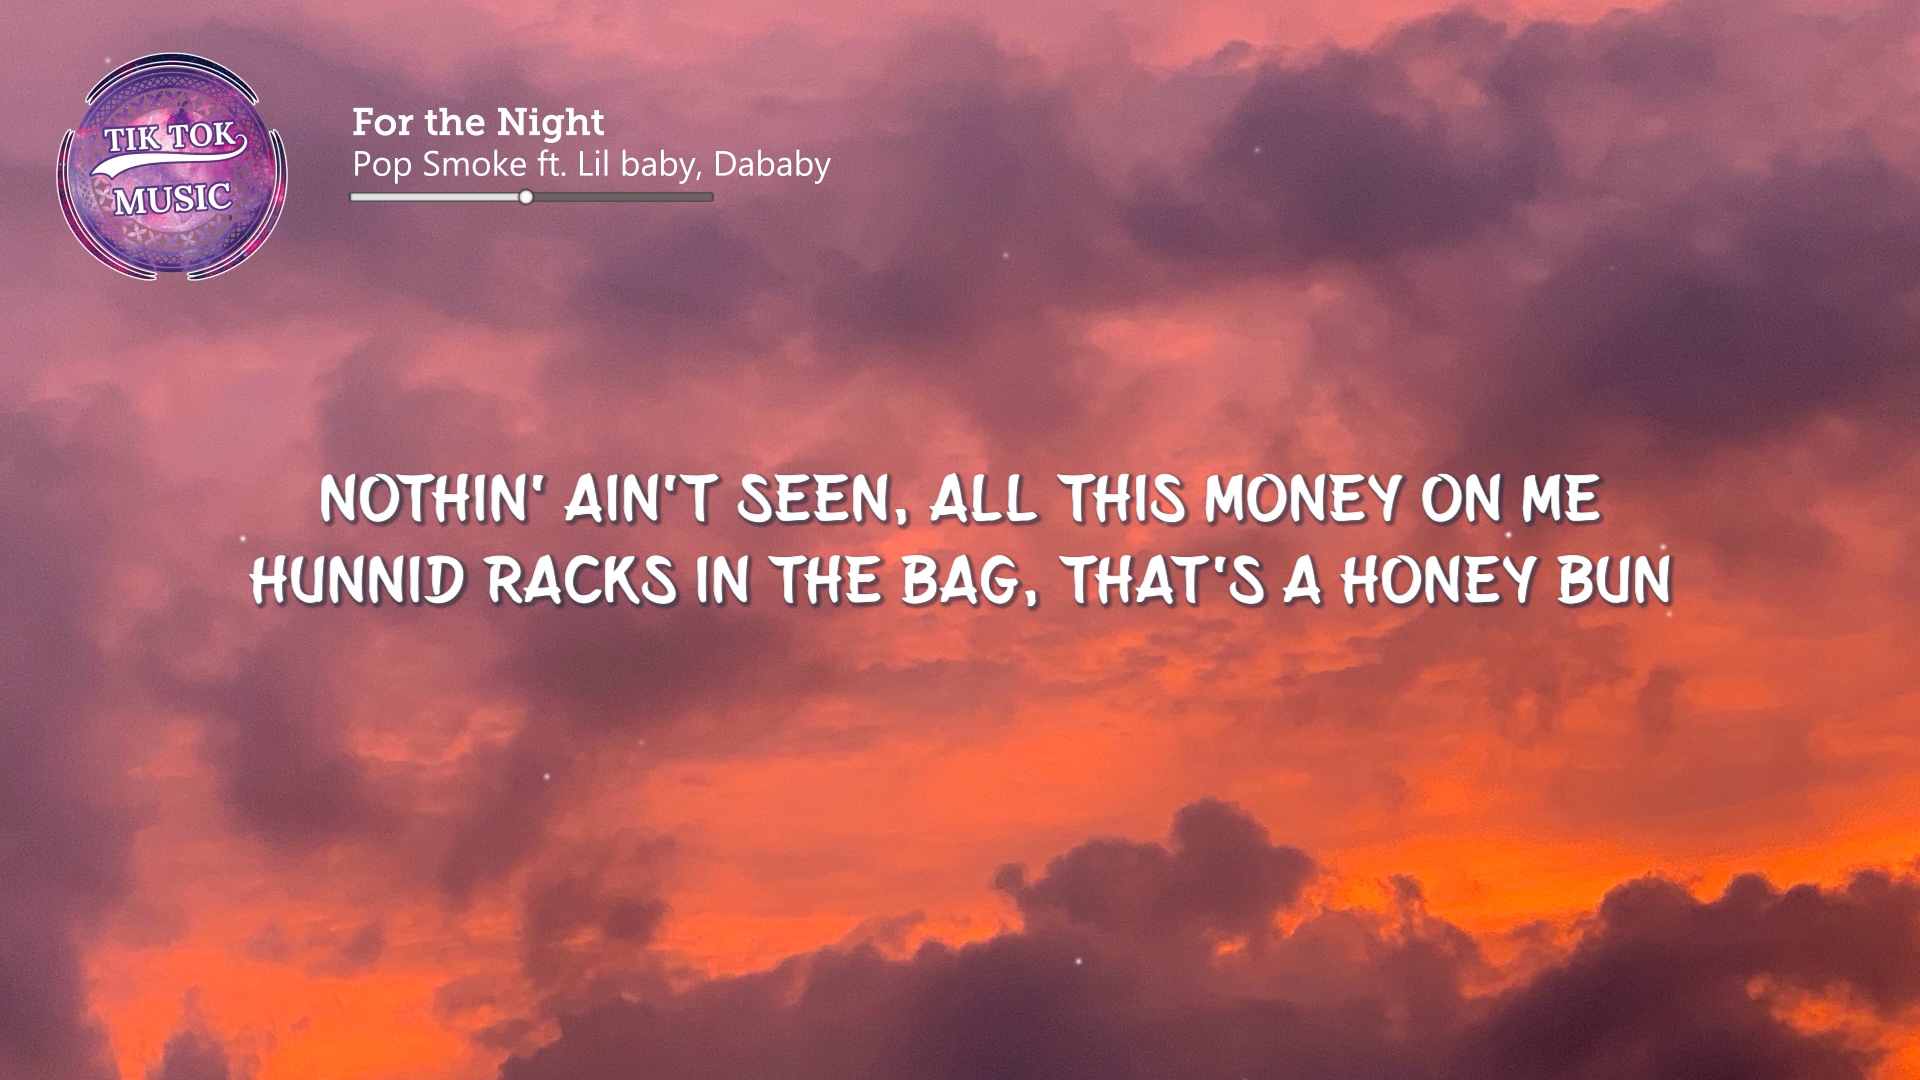 TIK TOK
MUSIC
For the Night
Pop Smoke ft. Lil baby, Dababy
NOTHIN' AIN'T SEEN, ALL THIS MONEY ON ME
HUNNID RACKS IN THE BAG, THAT'S A HONEY BUN